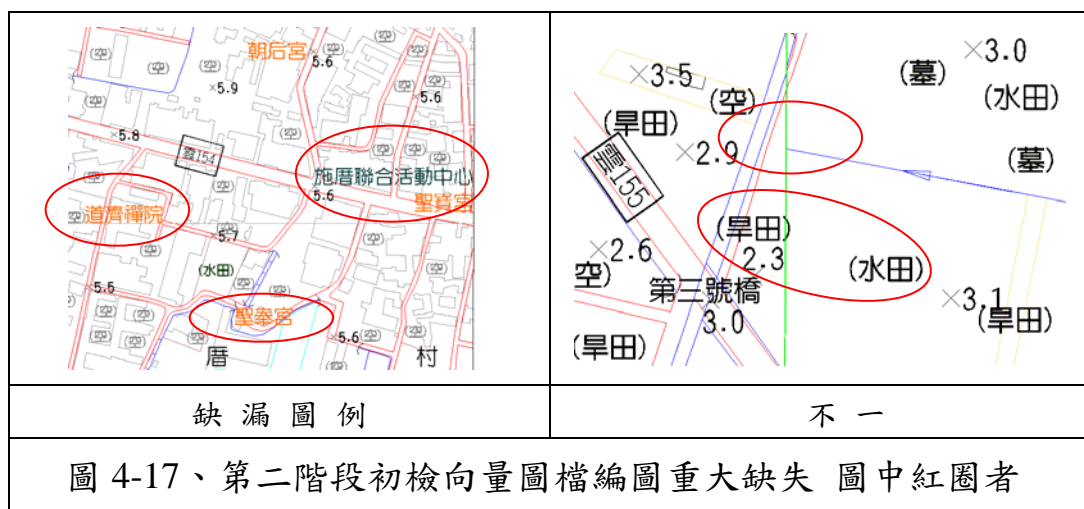 朝后宮
5.6
×5.9
×5.6
×5.8
雲154
施厝聯合活動中心
5.6
聖寶宮
道濟禪院
5.7
(水田)
5.5
聖奉宮
×5.6
厝
村
×3.0
(墓)
×3.5
(空)
(水田)
(旱田)
×2.9
(墓)
雲155
(旱田)
×2.6
2.3
(水田)
空)
第三號橋
×3.1
(旱田)
3.0
(旱田)
缺漏圖例
不一
圖 4-17、第二階段初檢向量圖檔編圖重大缺失 圖中紅圈者